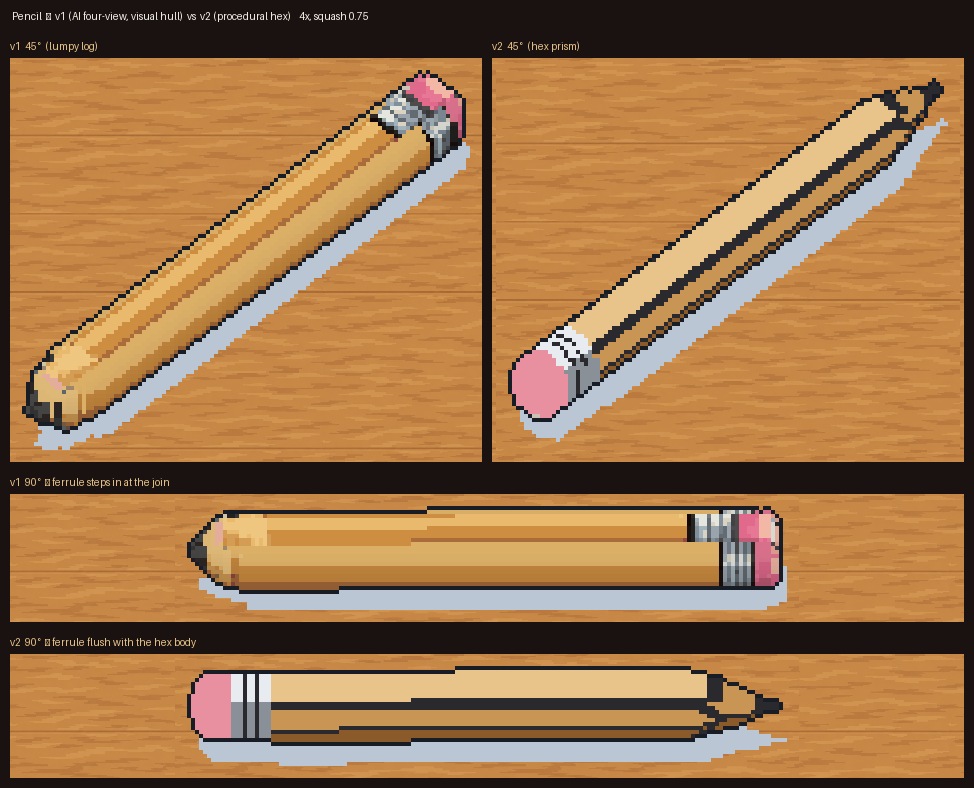 Pencil ▯ v1 (AI four-view, visual hull) vs v2 (procedural hex) 4x, squash 0.75
v1 45° (lumpy log)
v2 45° (hex prism)
v1 90° ▯ ferrule steps in at the join
v2 90° ▯ ferrule flush with the hex body